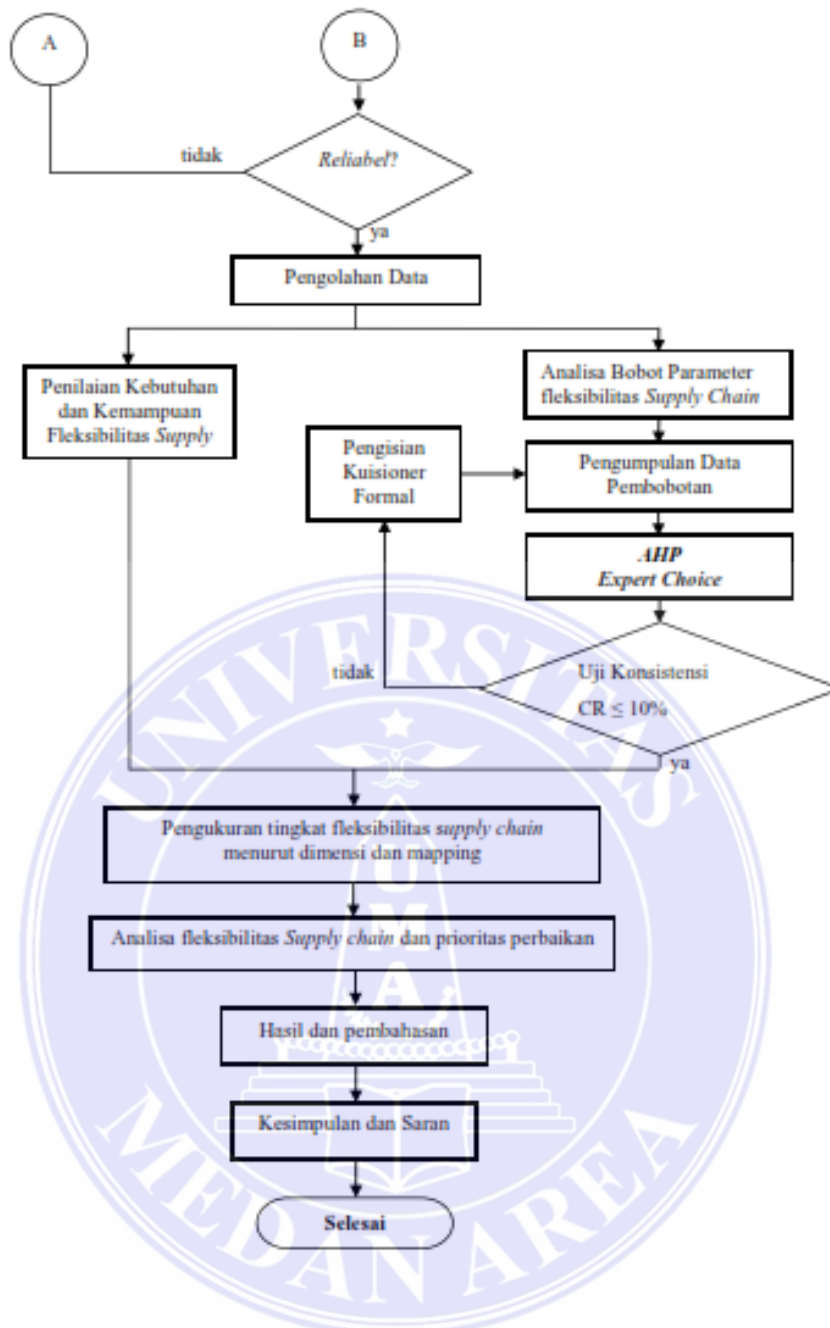 A
B
Reliabel?
tidak
ya
Pengolahan Data
Penilaian Kebutuhan
dan Kemampuan
Fleksibilitas Supply
Analisa Bobot Parameter
fleksibilitas Supply Chain
Pengisian
Kuisioner
Formal
Pengumpulan Data
Pembobotan
AHP
Expert Choice
tidak
Uji Konsistensi
CR ≤ 10%
ya
Pengukuran tingkat fleksibilitas supply chain
menurut dimensi dan mapping
Analisa fleksibilitas Supply chain dan prioritas perbaikan
Hasil dan pembahasan
Kesimpulan dan Saran
Selesai
UNIVERSITAS
MEDAN AREA
UMA